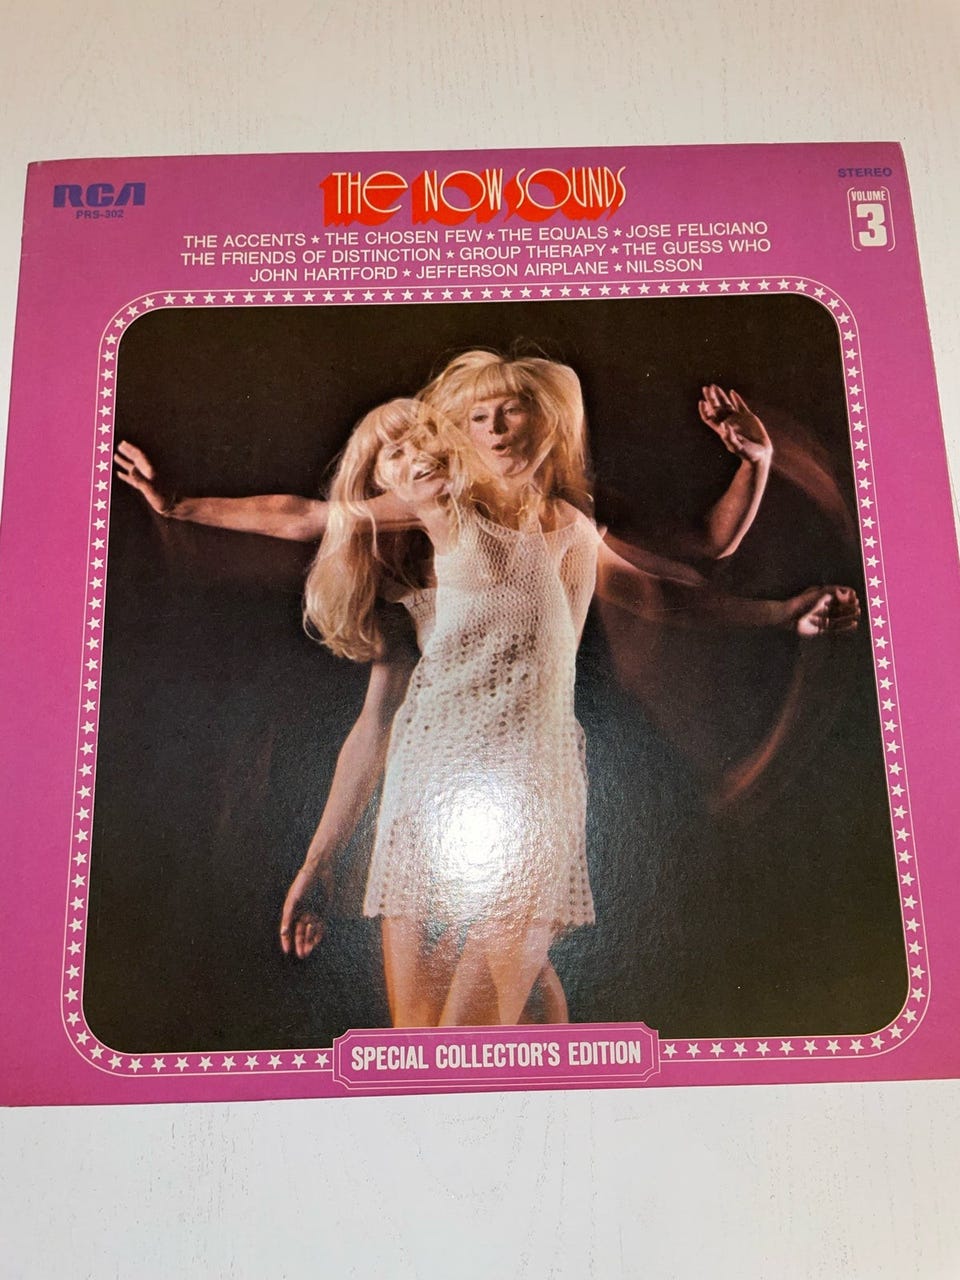 RCA
PRS-302
THE NOW SOUNDS
STEREO
VOLUME
3
THE ACCENTS ★ THE CHOSEN FEW ★ THE EQUALS ★ JOSE FELICIANO
THE FRIENDS OF DISTINCTION ★ GROUP THERAPY ★ THE GUESS WHO
JOHN HARTFORD ★ JEFFERSON AIRPLANE ★ NILSSON
SPECIAL COLLECTOR'S EDITION